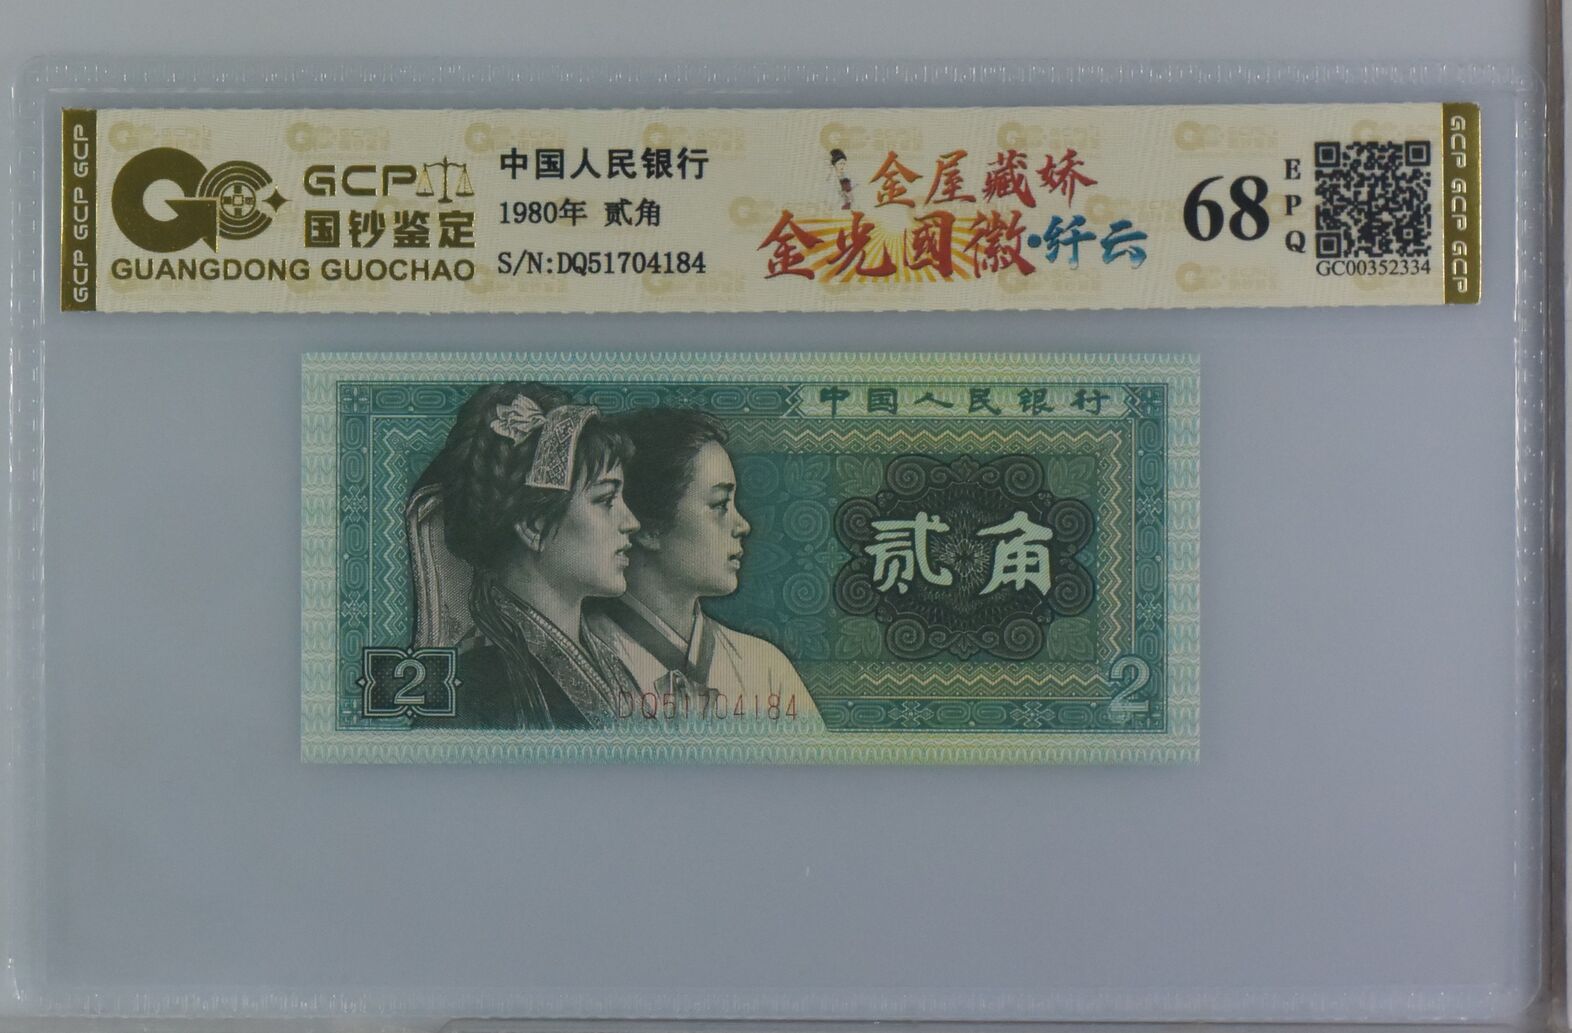 GCP
国钞鉴定
GUANGDONG GUOCHAO
中国人民银行
1980年 贰角
S/N:DQ51704184
金屋藏娇
金光國徽·纤云
68
EPQ
GC00352334
GCP GCP GCP
GCP GCP GCP
中国人民银行
贰角
2
2
DQ51704184